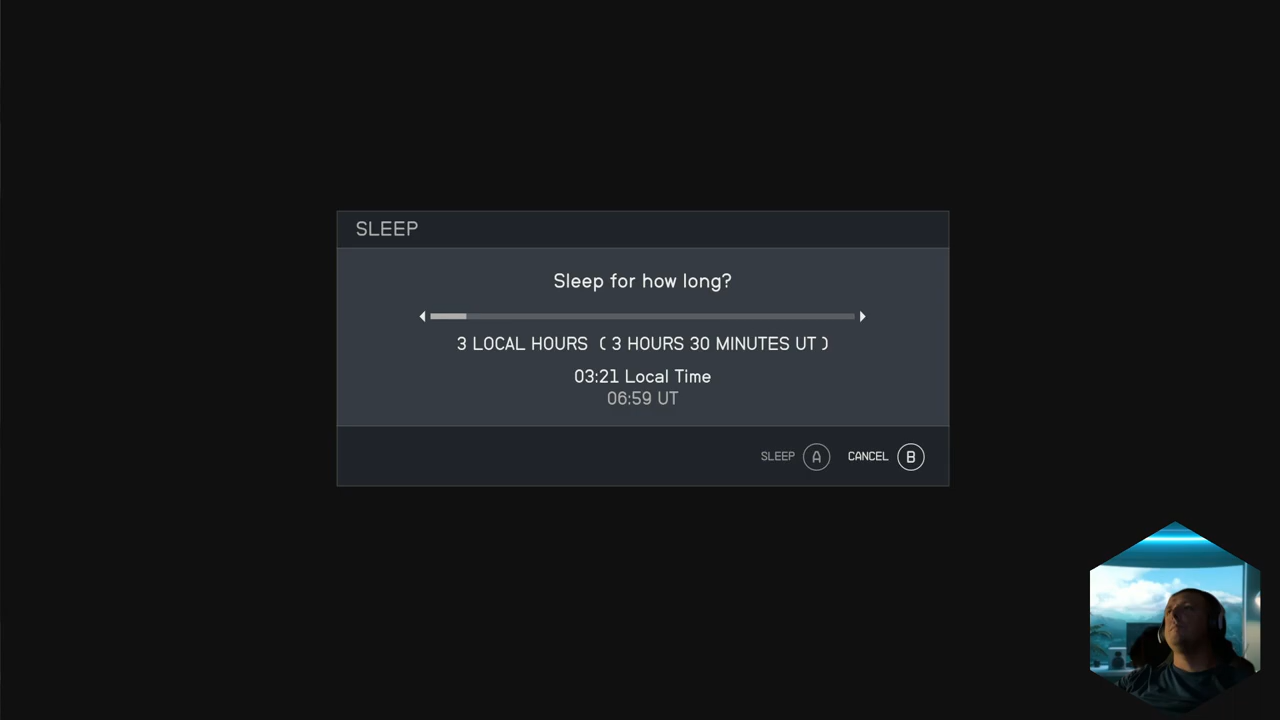 SLEEP
Sleep for how long?
3 LOCAL HOURS ( 3 HOURS 30 MINUTES UT )
03:21 Local Time
06:59 UT
SLEEP A CANCEL B